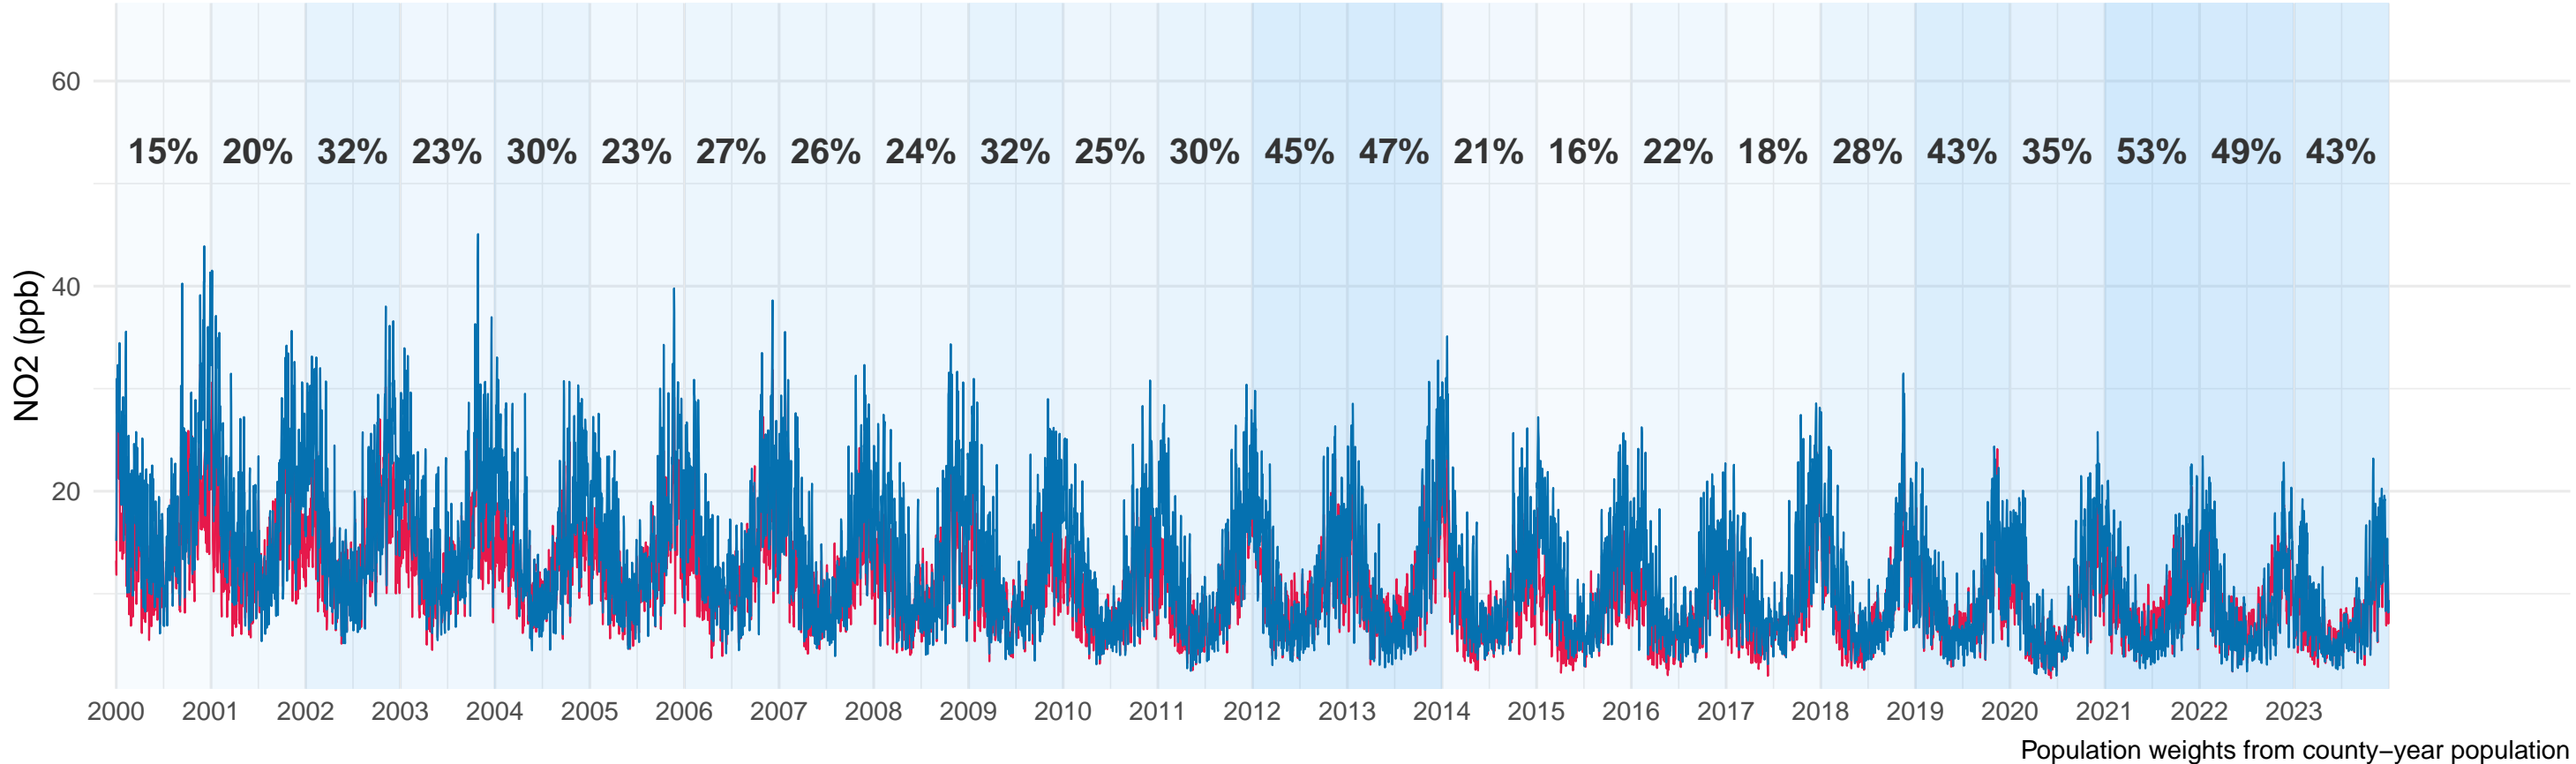 60
15% 20% 32% 23% 30% 23% 27% 26% 24% 32% 25% 30% 45% 47% 21% 16% 22% 18% 28% 43% 35% 53% 49% 43%
40
NO2 (ppb)
20
2000 2001 2002 2003 2004 2005 2006 2007 2008 2009 2010 2011 2012 2013 2014 2015 2016 2017 2018 2019 2020 2021 2022 2023
Population weights from county−year population